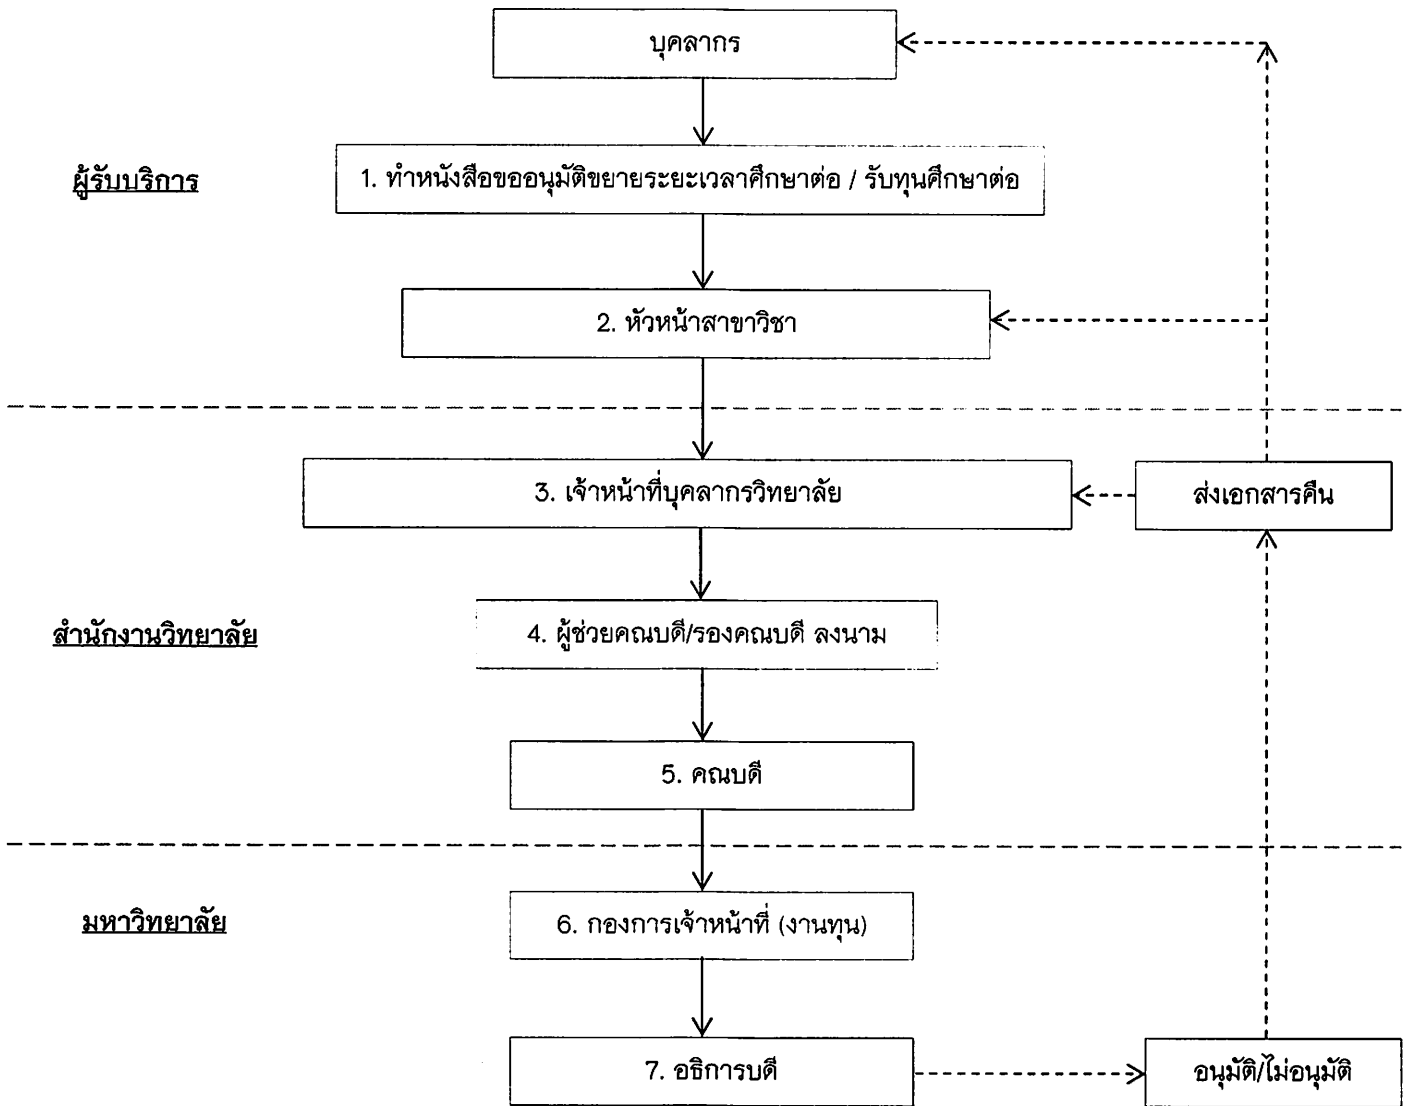 บุคลากร
ผู้รับบริการ
1. ทำหนังสือขออนุมัติขยายระยะเวลาศึกษาต่อ / รับทุนศึกษาต่อ
2. หัวหน้าสาขาวิชา
3. เจ้าหน้าที่บุคลากรวิทยาลัย
ส่งเอกสารคืน
สำนักงานวิทยาลัย
4. ผู้ช่วยคณบดี/รองคณบดี ลงนาม
5. คณบดี
มหาวิทยาลัย
6. กองการเจ้าหน้าที่ (งานทุน)
7. อธิการบดี
อนุมัติ/ไม่อนุมัติ